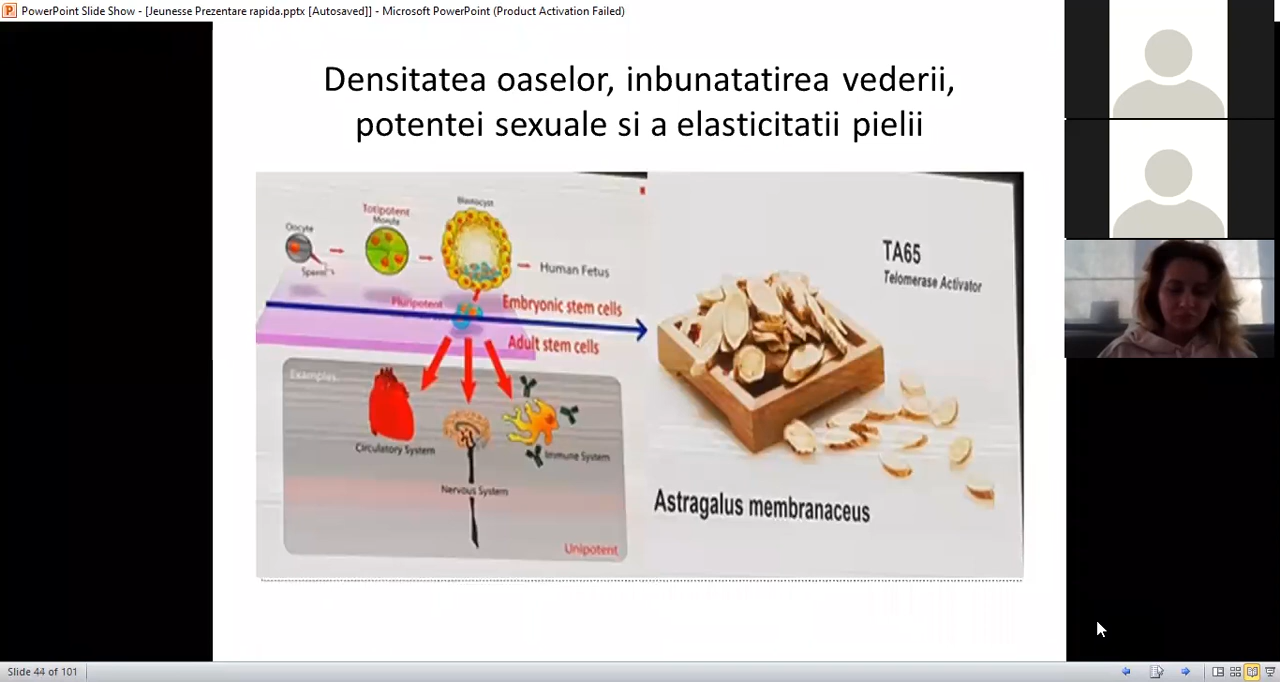 PowerPoint Slide Show - [Jeunesse Prezentare rapida.pptx [Autosaved]] - Microsoft PowerPoint (Product Activation Failed)
Densitatea oaselor, inbunatatirea vederii,
potentei sexuale si a elasticitatii pielii
Oocyte
Totipotent
Morula
Blastocyst
Sperm
Human Fetus
Pluripotent
Embryonic stem cells
Adult stem cells
Examples
Circulatory System
Immune System
Nervous System
Unipotent
TA65
Telomerase Activator
Astragalus membranaceus
Slide 44 of 101